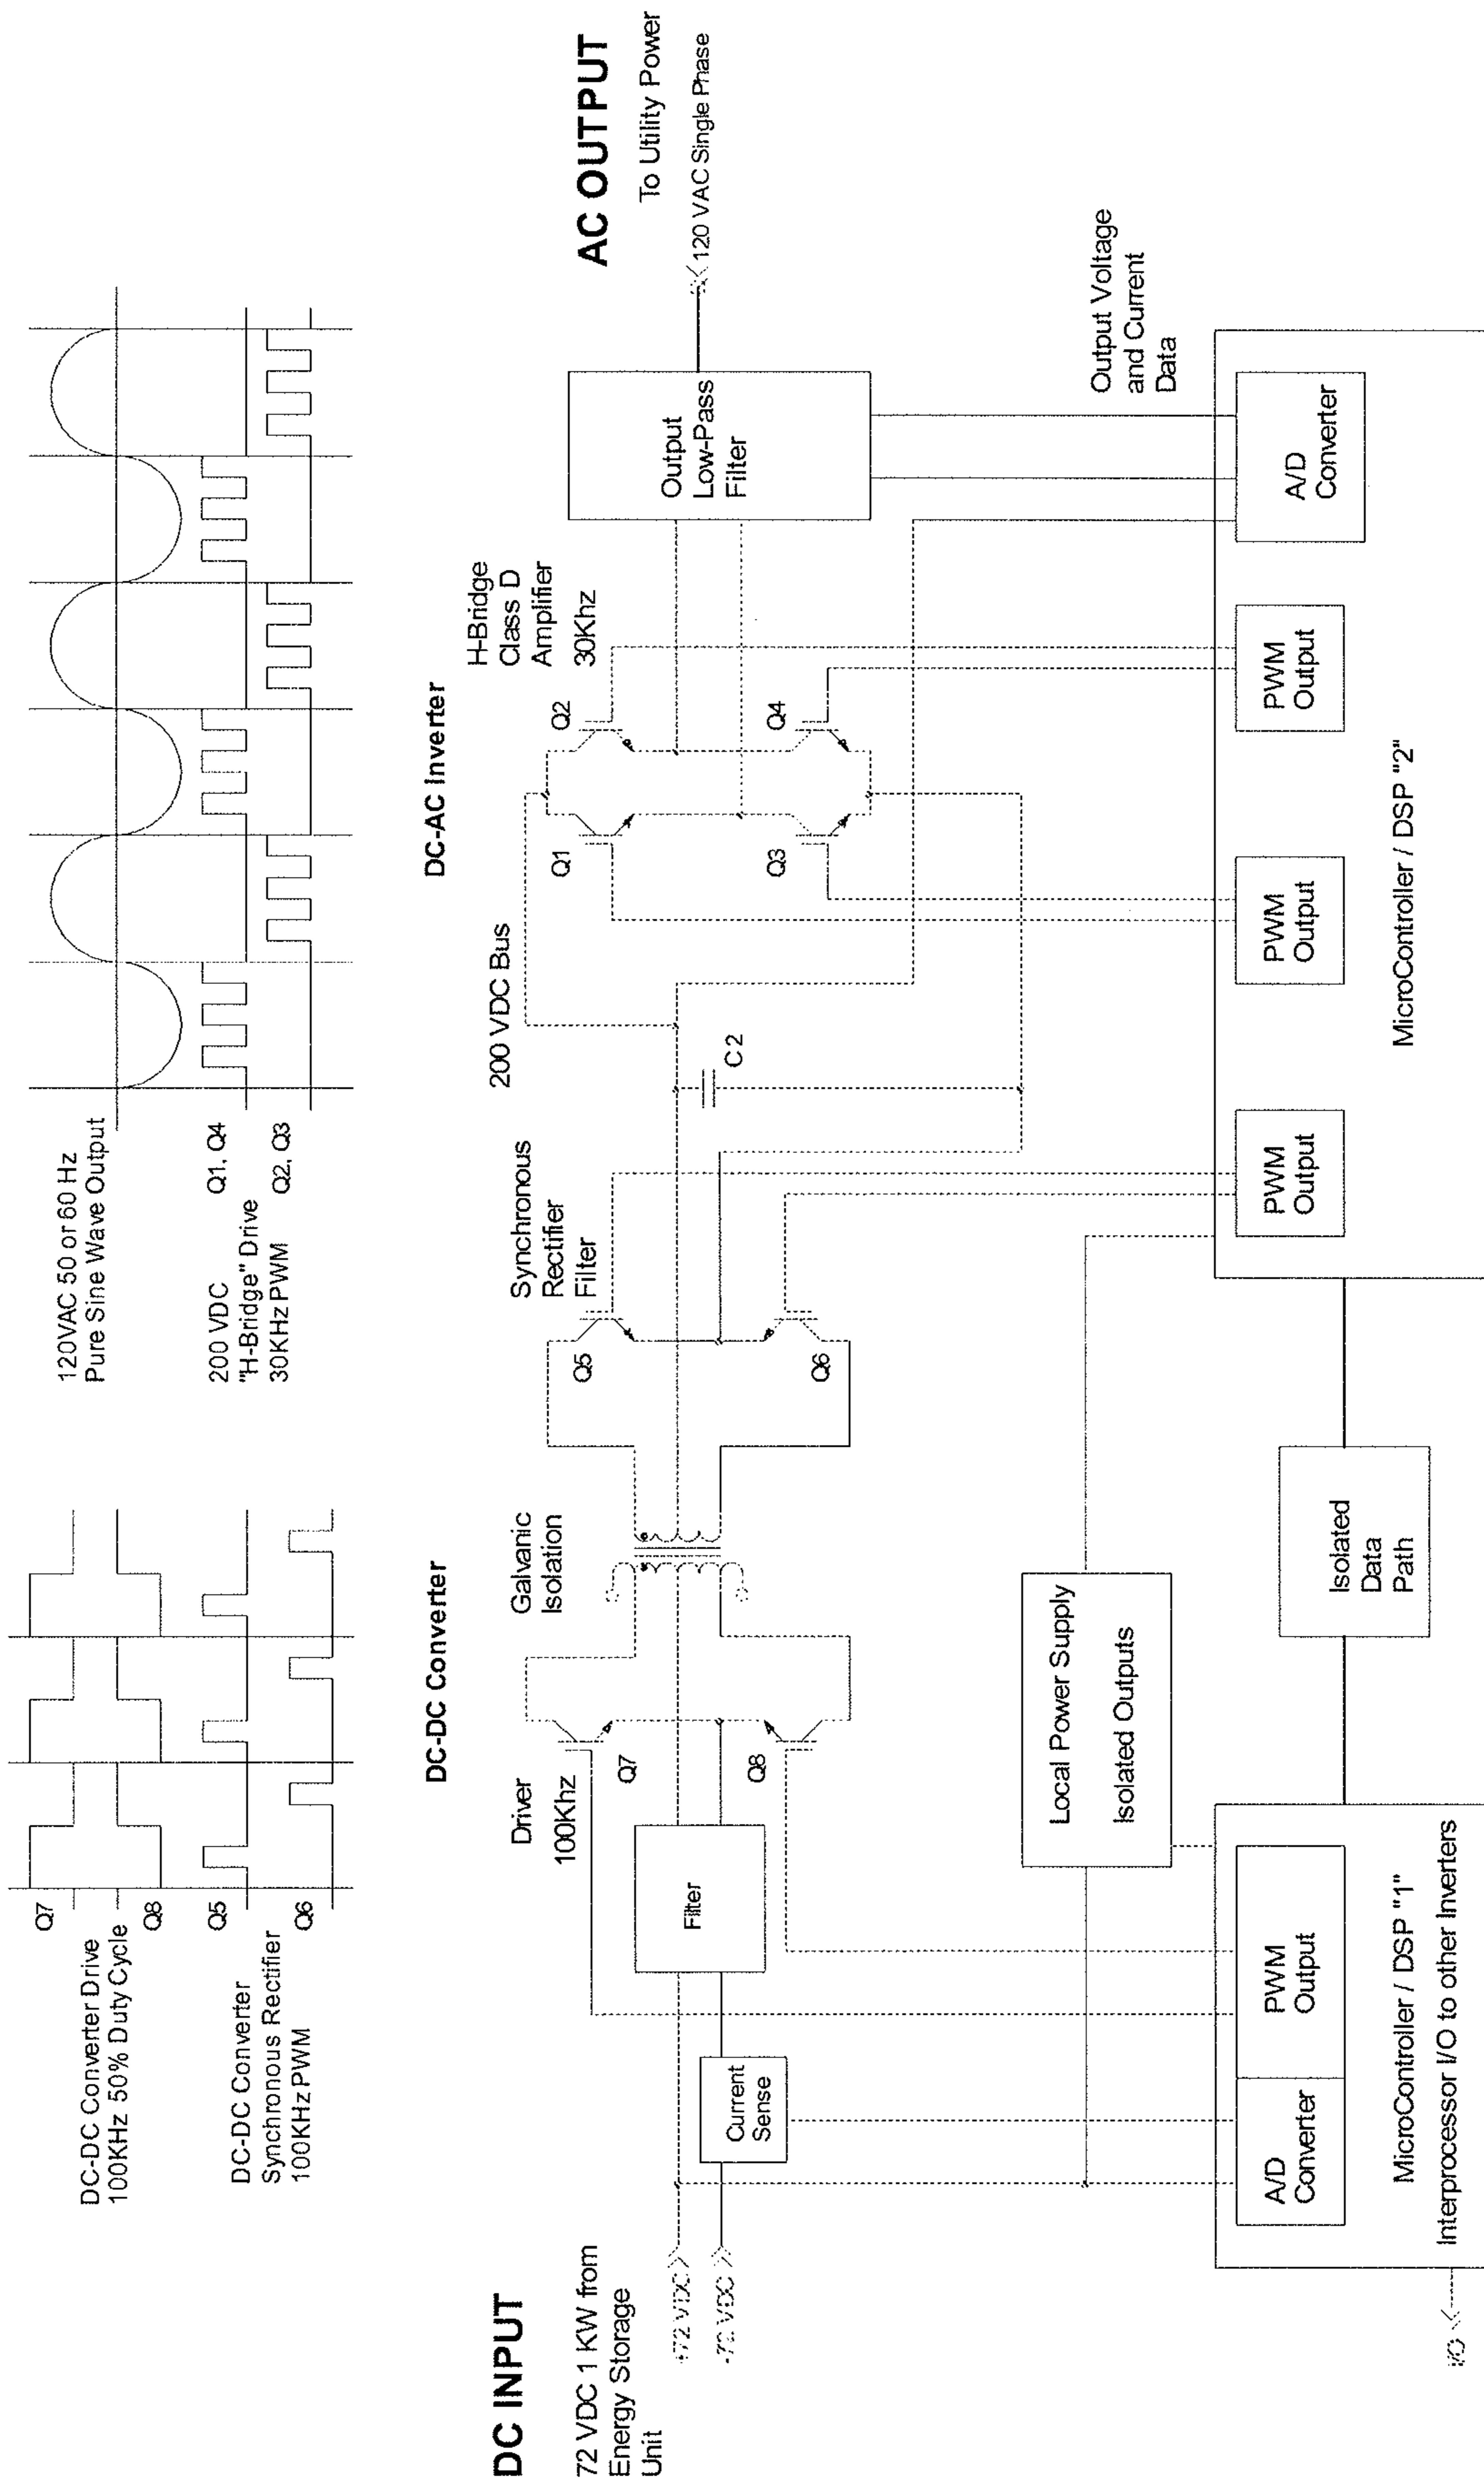 120VAC 50 or 60 Hz
Pure Sine Wave Output
200 VDC
"H-Bridge" Drive
30KHz PWM
Q1, Q4
Q2, Q3
DC-DC Converter Drive
100KHz 50% Duty Cycle
Q7
Q8
DC-DC Converter
Synchronous Rectifier
100KHz PWM
Q5
Q6
DC-DC Converter
DC-AC Inverter
DC INPUT
72 VDC 1 KW from
Energy Storage
Unit
+72 VDC
-72 VDC
Current
Sense
Filter
Driver
100Khz
Q7
Q8
Galvanic
Isolation
Synchronous
Rectifier
Filter
Q5
Q6
200 VDC Bus
C2
Q1
Q2
Q3
Q4
H-Bridge
Class D
Amplifier
30Khz
Output
Low-Pass
Filter
AC OUTPUT
To Utility Power
120 VAC Single Phase
Output Voltage
and Current
Data
Local Power Supply
Isolated Outputs
A/D
Converter
PWM
Output
MicroController / DSP "1"
Interprocessor I/O to other Inverters
I/O
Isolated
Data
Path
PWM
Output
PWM
Output
PWM
Output
A/D
Converter
MicroController / DSP "2"